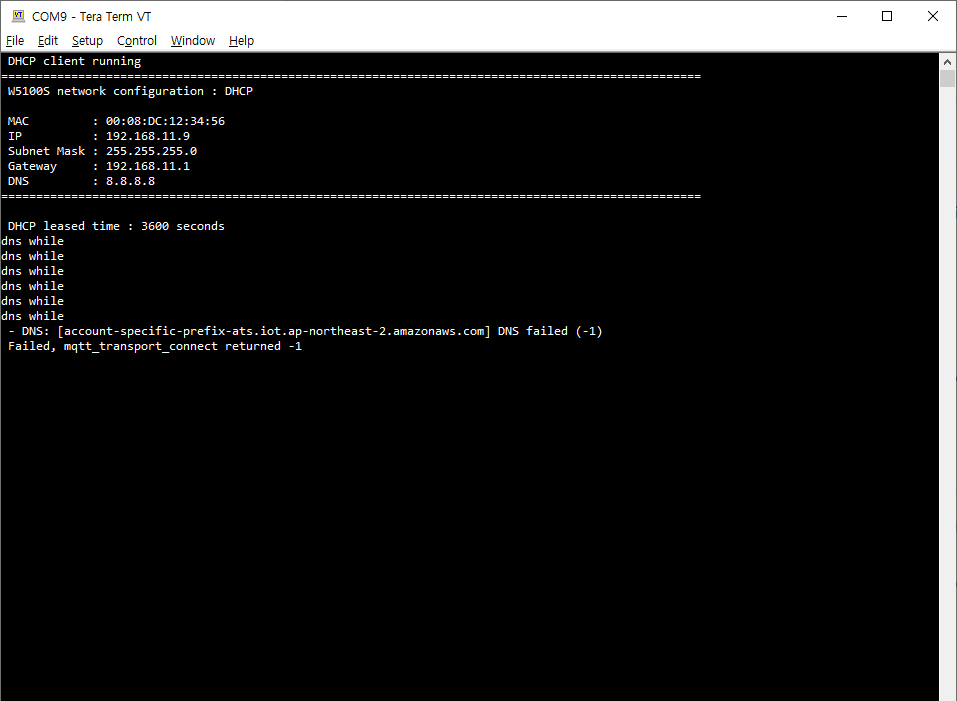 COM9 - Tera Term VT
File Edit Setup Control Window Help
DHCP client running
====================================================================================================
W5100S network configuration : DHCP
MAC : 00:08:DC:12:34:56
IP : 192.168.11.9
Subnet Mask : 255.255.255.0
Gateway : 192.168.11.1
DNS : 8.8.8.8
====================================================================================================
DHCP leased time : 3600 seconds
dns while
dns while
dns while
dns while
dns while
dns while
- DNS: [account-specific-prefix-ats.iot.ap-northeast-2.amazonaws.com] DNS failed (-1)
Failed, mqtt_transport_connect returned -1